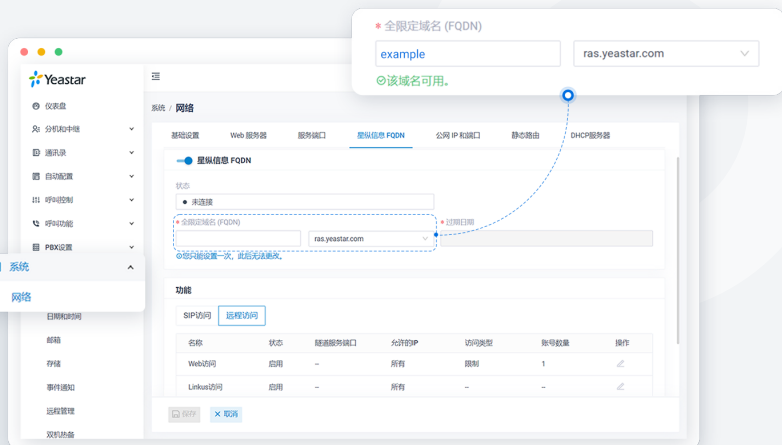 * 全限定域名 (FQDN)
example
ras.yeastar.com
该域名可用。
Yeastar
系统 / 网络
仪表盘
分机和中继
通讯录
自动配置
呼叫控制
呼叫功能
PBX设置
系统
网络
日期和时间
邮箱
存储
事件通知
远程管理
双机热备
基础设置
Web 服务器
服务端口
星纵信息 FQDN
公网 IP 和端口
静态路由
DHCP服务器
星纵信息 FQDN
状态
未连接
* 全限定域名 (FQDN)
* 过期日期
ras.yeastar.com
您只能设置一次，此后无法更改。
功能
SIP访问 远程访问
名称 状态 隧道服务端口 允许的IP 访问类型 账号数量 操作
Web访问 启用 -- 所有 限制 1
Linkus访问 启用 -- 所有 -- --
保存 × 取消